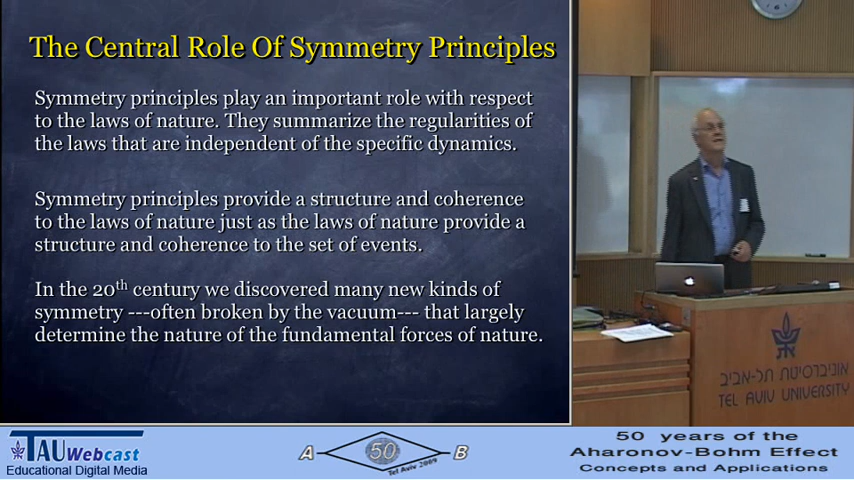 The Central Role Of Symmetry Principles
Symmetry principles play an important role with respect
to the laws of nature. They summarize the regularities of
the laws that are independent of the specific dynamics.
Symmetry principles provide a structure and coherence
to the laws of nature just as the laws of nature provide a
structure and coherence to the set of events.
In the 20th century we discovered many new kinds of
symmetry ---often broken by the vacuum--- that largely
determine the nature of the fundamental forces of nature.
אוניברסיטת תל-אביב
TEL AVIV UNIVERSITY
TAU Webcast
Educational Digital Media
A 50 B
Tel Aviv 2009
50 years of the
Aharonov-Bohm Effect
Concepts and Applications